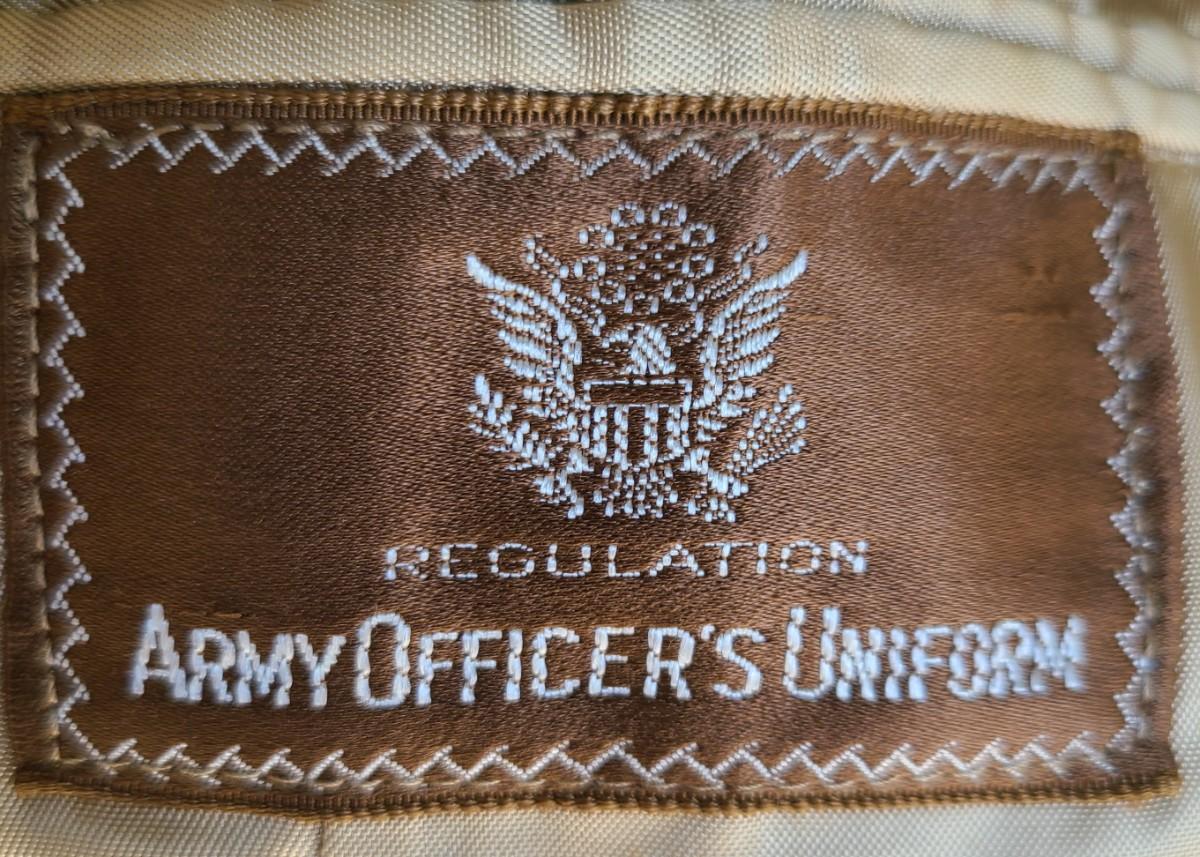 REGULATION
ARMY OFFICER'S UNIFORM